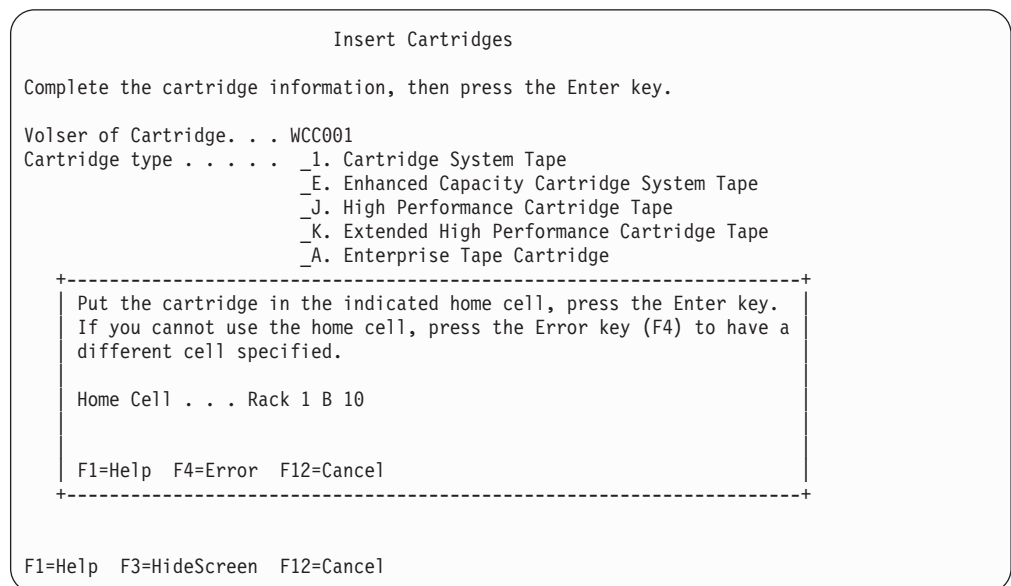 Insert Cartridges
Complete the cartridge information, then press the Enter key.
Volser of Cartridge. . . WCC001
Cartridge type . . . . . _1. Cartridge System Tape
_E. Enhanced Capacity Cartridge System Tape
_J. High Performance Cartridge Tape
_K. Extended High Performance Cartridge Tape
_A. Enterprise Tape Cartridge
Put the cartridge in the indicated home cell, press the Enter key.
If you cannot use the home cell, press the Error key (F4) to have a
different cell specified.
Home Cell . . . Rack 1 B 10
F1=Help F4=Error F12=Cancel
F1=Help F3=HideScreen F12=Cancel